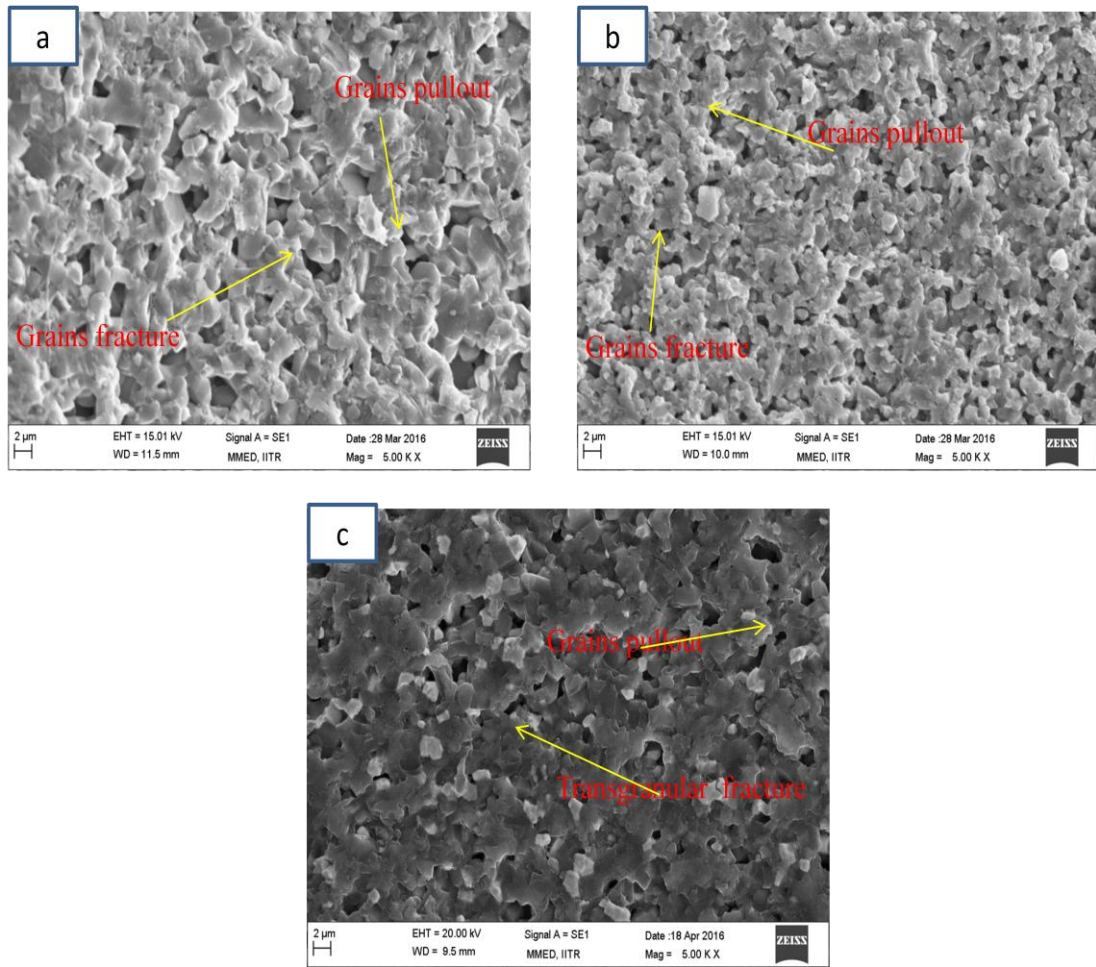 a
Grains pullout
Grains fracture
2 µm
EHT = 15.01 kV
WD = 11.5 mm
Signal A = SE1
MMED, IITR
Date :28 Mar 2016
Mag = 5.00 K X
ZEISS
b
Grains pullout
Grains fracture
2 µm
EHT = 15.01 kV
WD = 10.0 mm
Signal A = SE1
MMED, IITR
Date :28 Mar 2016
Mag = 5.00 K X
ZEISS
c
Grains pullout
Transgranular fracture
2 µm
EHT = 20.00 kV
WD = 9.5 mm
Signal A = SE1
MMED, IITR
Date :18 Apr 2016
Mag = 5.00 K X
ZEISS